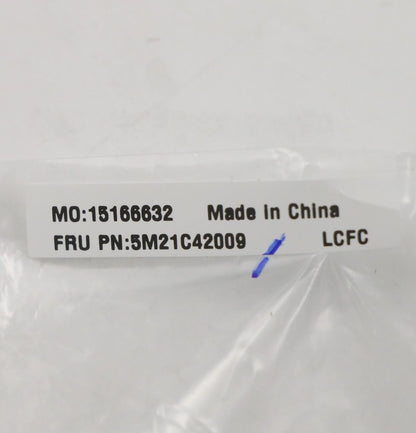 MO:15166632 Made In China
FRU PN:5M21C42009 LCFC